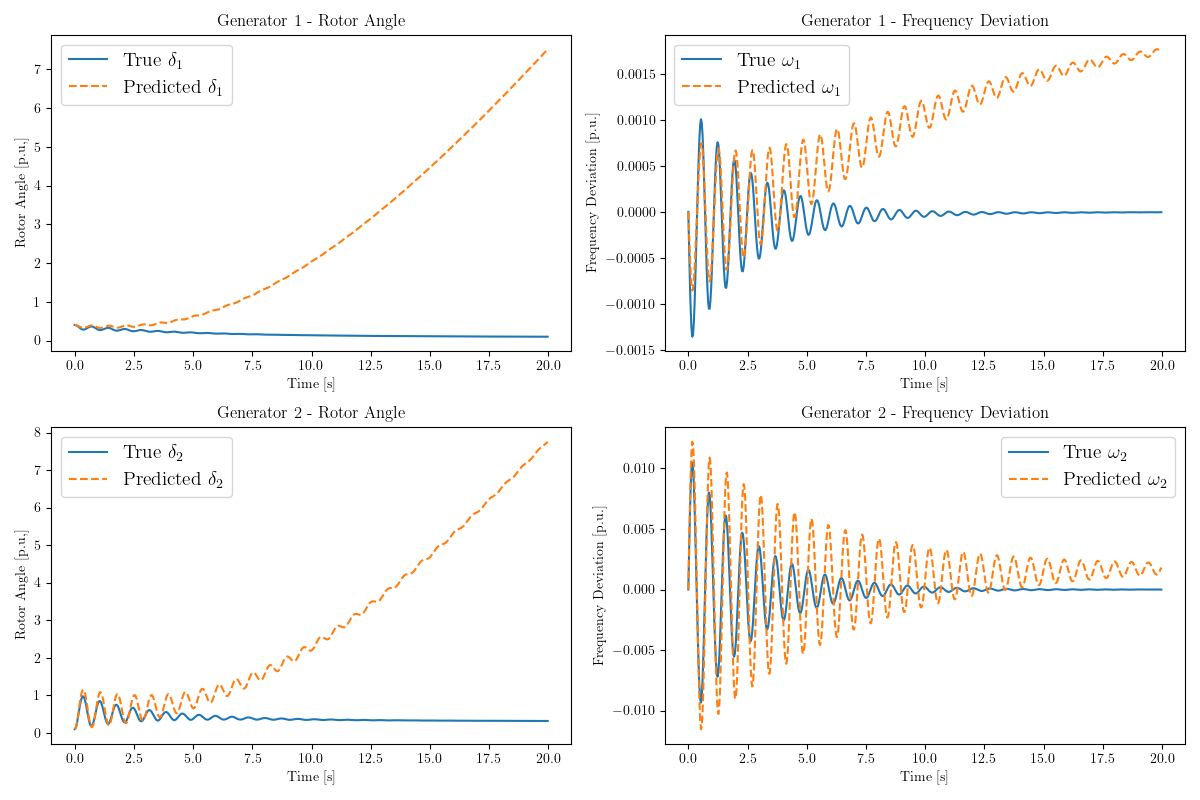 Generator 1 - Rotor Angle
True δ₁
Predicted δ₁
Rotor Angle [p.u.]
7
6
5
4
3
2
1
0
0.0 2.5 5.0 7.5 10.0 12.5 15.0 17.5 20.0
Time [s]
Generator 1 - Frequency Deviation
True ω₁
Predicted ω₁
Frequency Deviation [p.u.]
0.0015
0.0010
0.0005
0.0000
−0.0005
−0.0010
−0.0015
0.0 2.5 5.0 7.5 10.0 12.5 15.0 17.5 20.0
Time [s]
Generator 2 - Rotor Angle
True δ₂
Predicted δ₂
Rotor Angle [p.u.]
8
7
6
5
4
3
2
1
0
0.0 2.5 5.0 7.5 10.0 12.5 15.0 17.5 20.0
Time [s]
Generator 2 - Frequency Deviation
True ω₂
Predicted ω₂
Frequency Deviation [p.u.]
0.010
0.005
0.000
−0.005
−0.010
0.0 2.5 5.0 7.5 10.0 12.5 15.0 17.5 20.0
Time [s]